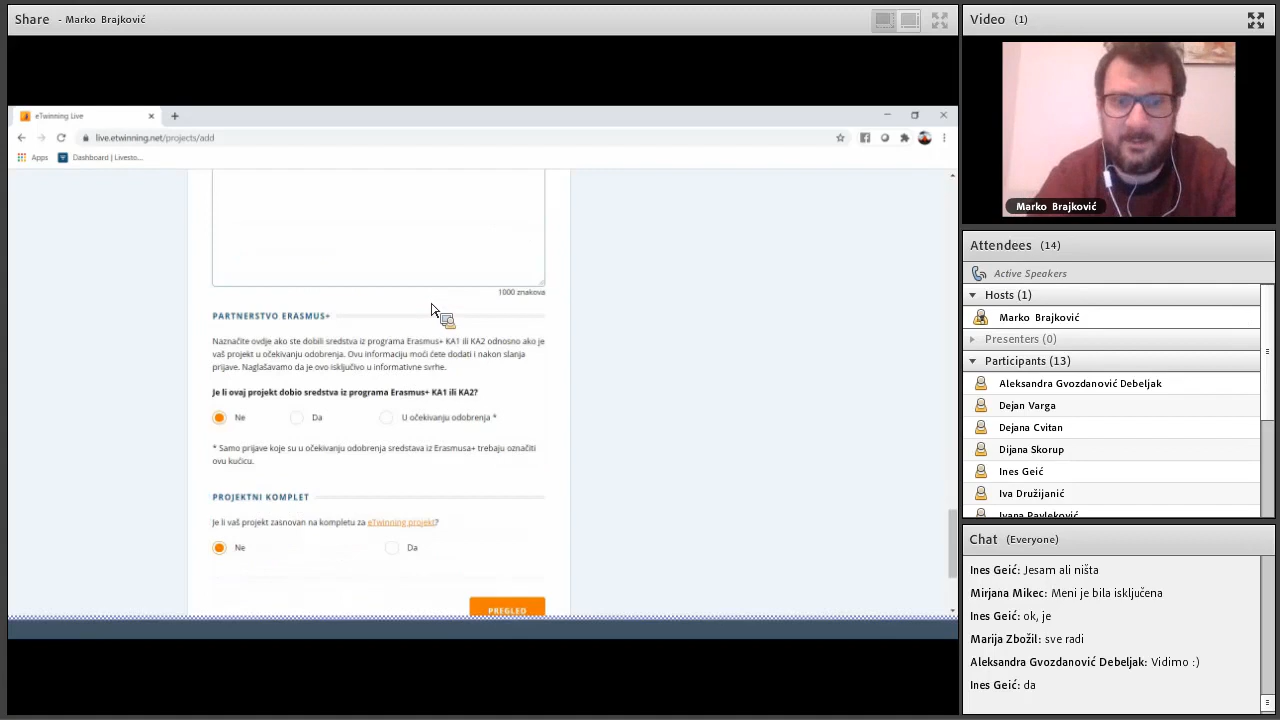 Share - Marko Brajković
eTwinning Live
live.etwinning.net/projects/add
Apps Dashboard | Livesto...
1000 znakova
PARTNERSTVO ERASMUS+
Naznačite ovdje ako ste dobili sredstva iz programa Erasmus+ KA1 ili KA2 odnosno ako je
vaš projekt u očekivanju odobrenja. Ovu informaciju moći ćete dodati i nakon slanja
prijave. Naglašavamo da je ovo isključivo u informativne svrhe.
Je li ovaj projekt dobio sredstva iz programa Erasmus+ KA1 ili KA2?
Ne Da U očekivanju odobrenja *
* Samo prijave koje su u očekivanju odobrenja sredstava iz Erasmusa+ trebaju označiti
ovu kućicu.
PROJEKTNI KOMPLET
Je li vaš projekt zasnovan na kompletu za eTwinning projekt?
Ne Da
PREGLED
Video (1)
Marko Brajković
Attendees (14)
Active Speakers
Hosts (1)
Marko Brajković
Presenters (0)
Participants (13)
Aleksandra Gvozdanović Debeljak
Dejan Varga
Dejana Cvitan
Dijana Skorup
Ines Geić
Iva Družijanić
Ivana Pavleković
Chat (Everyone)
Ines Geić: Jesam ali ništa
Mirjana Mikec: Meni je bila isključena
Ines Geić: ok, je
Marija Zbožil: sve radi
Aleksandra Gvozdanović Debeljak: Vidimo :)
Ines Geić: da